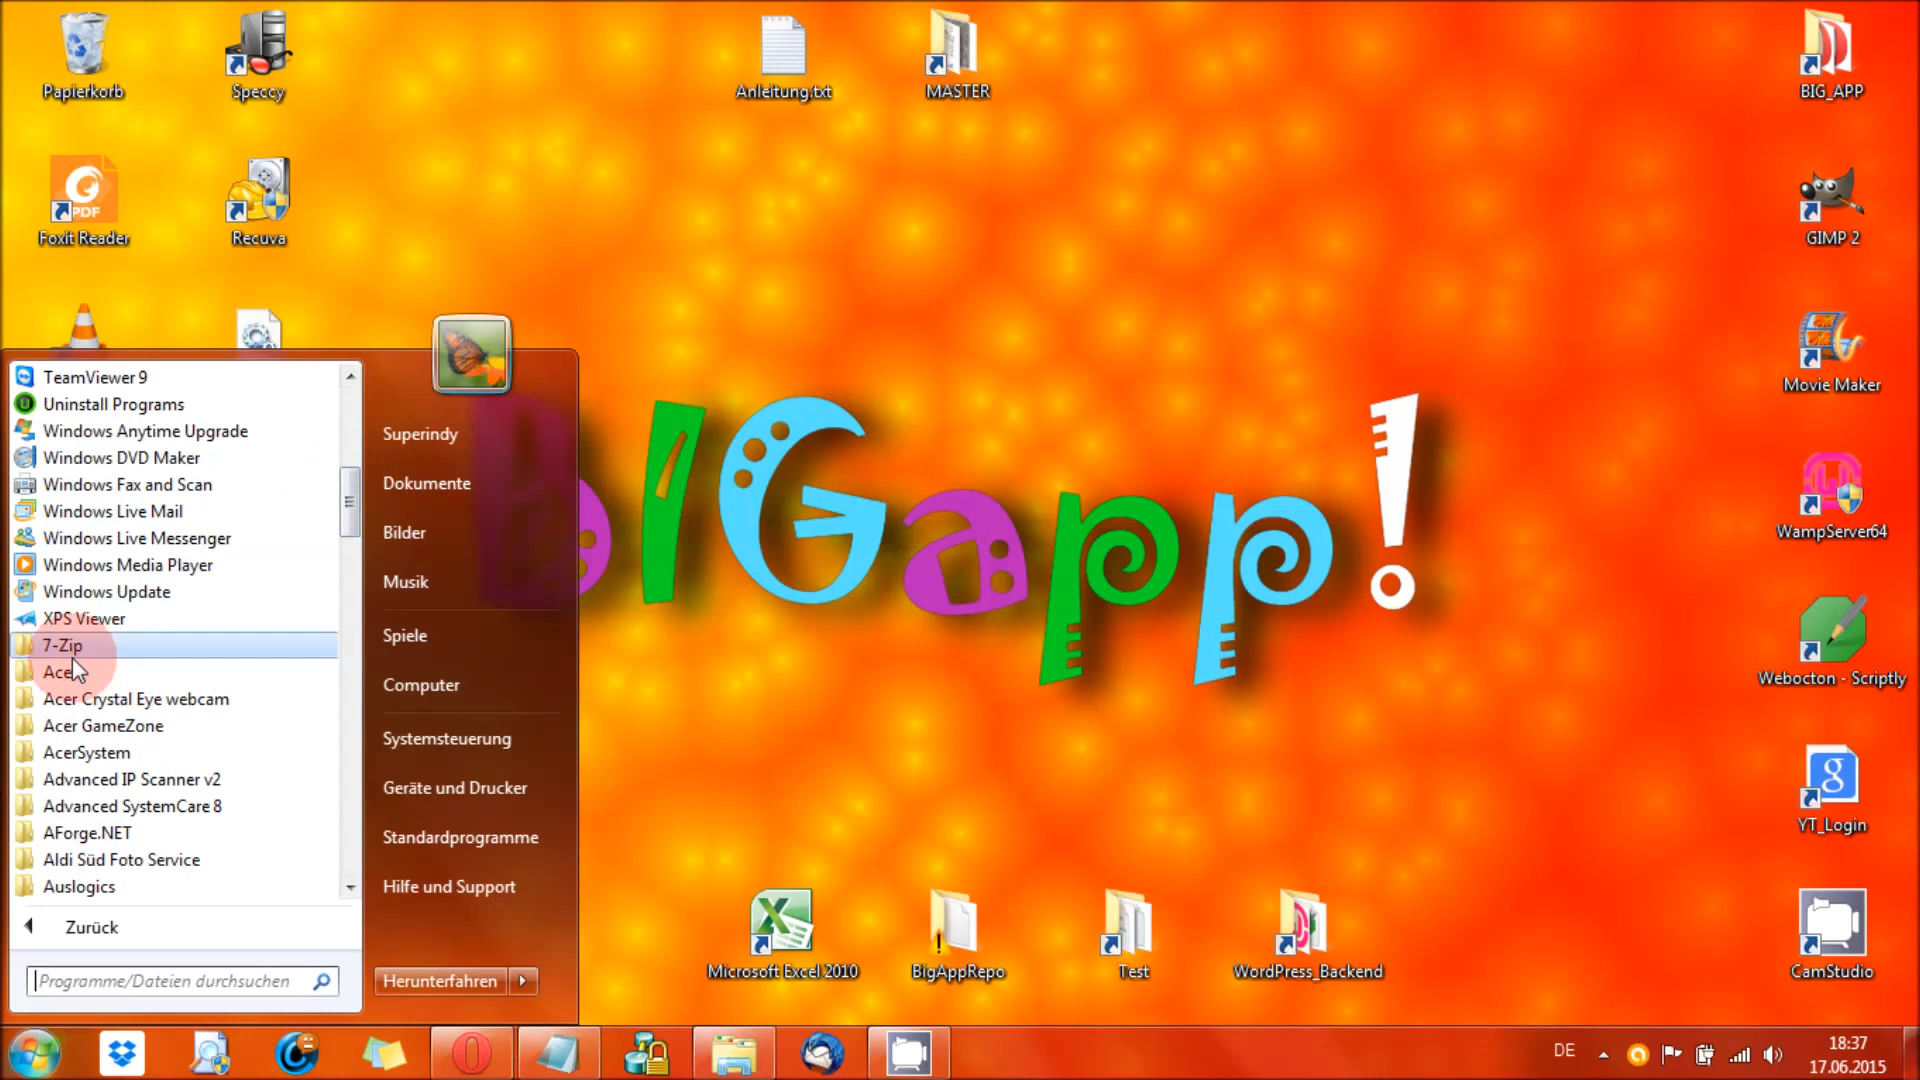 Papierkorb
Speccy
Anleitung.txt
MASTER
BIG_APP
PDF
Foxit Reader
Recuva
GIMP 2
Movie Maker
WampServer64
Webocton - Scriptly
g
YT_Login
CamStudio
BIGapp!
TeamViewer 9
Uninstall Programs
Windows Anytime Upgrade
Windows DVD Maker
Windows Fax and Scan
Windows Live Mail
Windows Live Messenger
Windows Media Player
Windows Update
XPS Viewer
7-Zip
Acer
Acer Crystal Eye webcam
Acer GameZone
AcerSystem
Advanced IP Scanner v2
Advanced SystemCare 8
AForge.NET
Aldi Süd Foto Service
Auslogics
Zurück
Programme/Dateien durchsuchen
Superindy
Dokumente
Bilder
Musik
Spiele
Computer
Systemsteuerung
Geräte und Drucker
Standardprogramme
Hilfe und Support
Herunterfahren
Microsoft Excel 2010
BigAppRepo
Test
WordPress_Backend
DE
18:37
17.06.2015